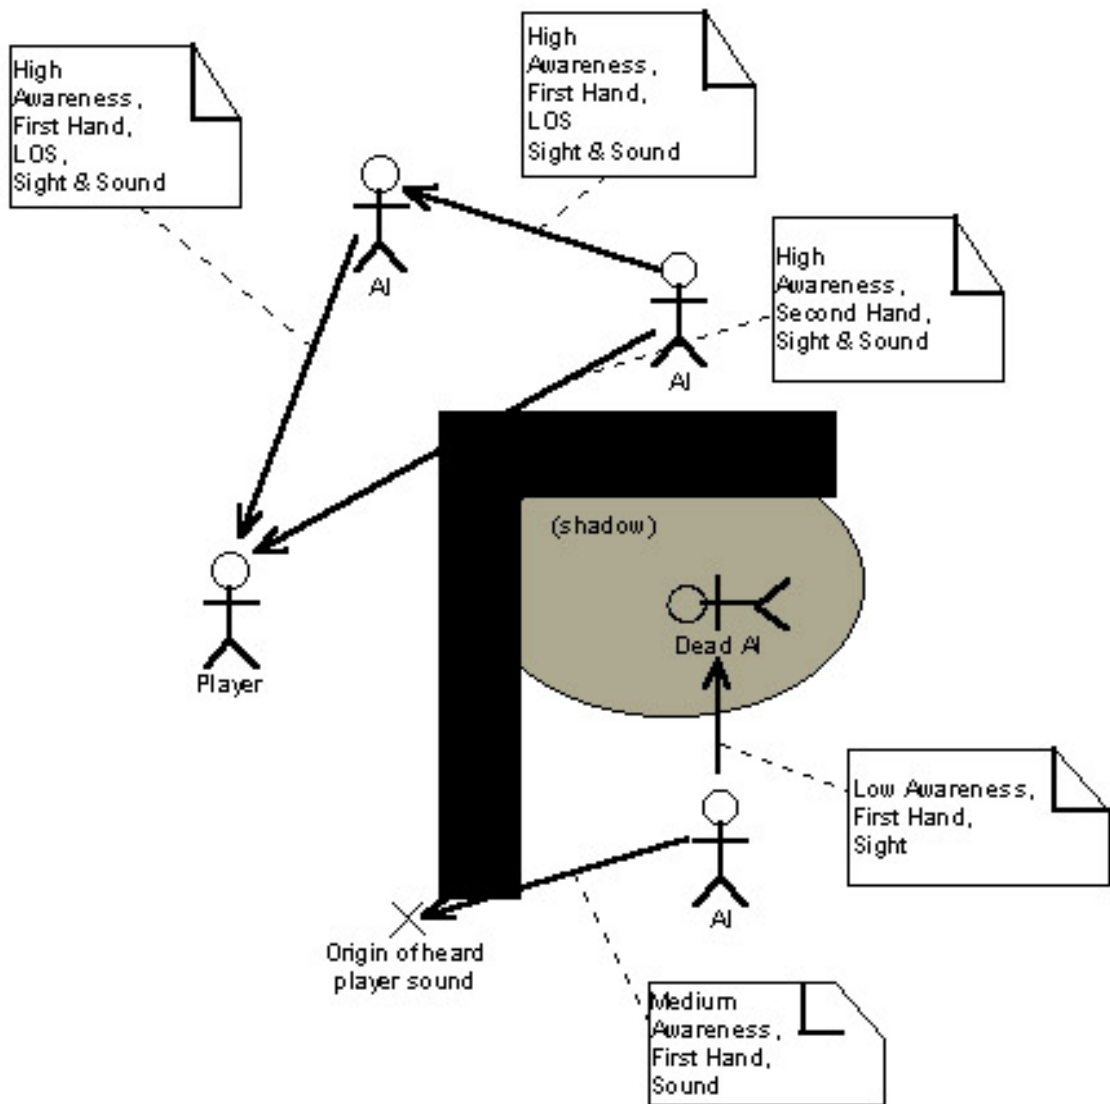 High
Awareness,
First Hand,
LOS,
Sight & Sound
High
Awareness,
First Hand,
LOS
Sight & Sound
AI
High
Awareness,
Second Hand,
Sight & Sound
AI
(shadow)
Dead AI
Player
Low Awareness,
First Hand,
Sight
AI
Origin of heard
player sound
Medium
Awareness,
First Hand,
Sound